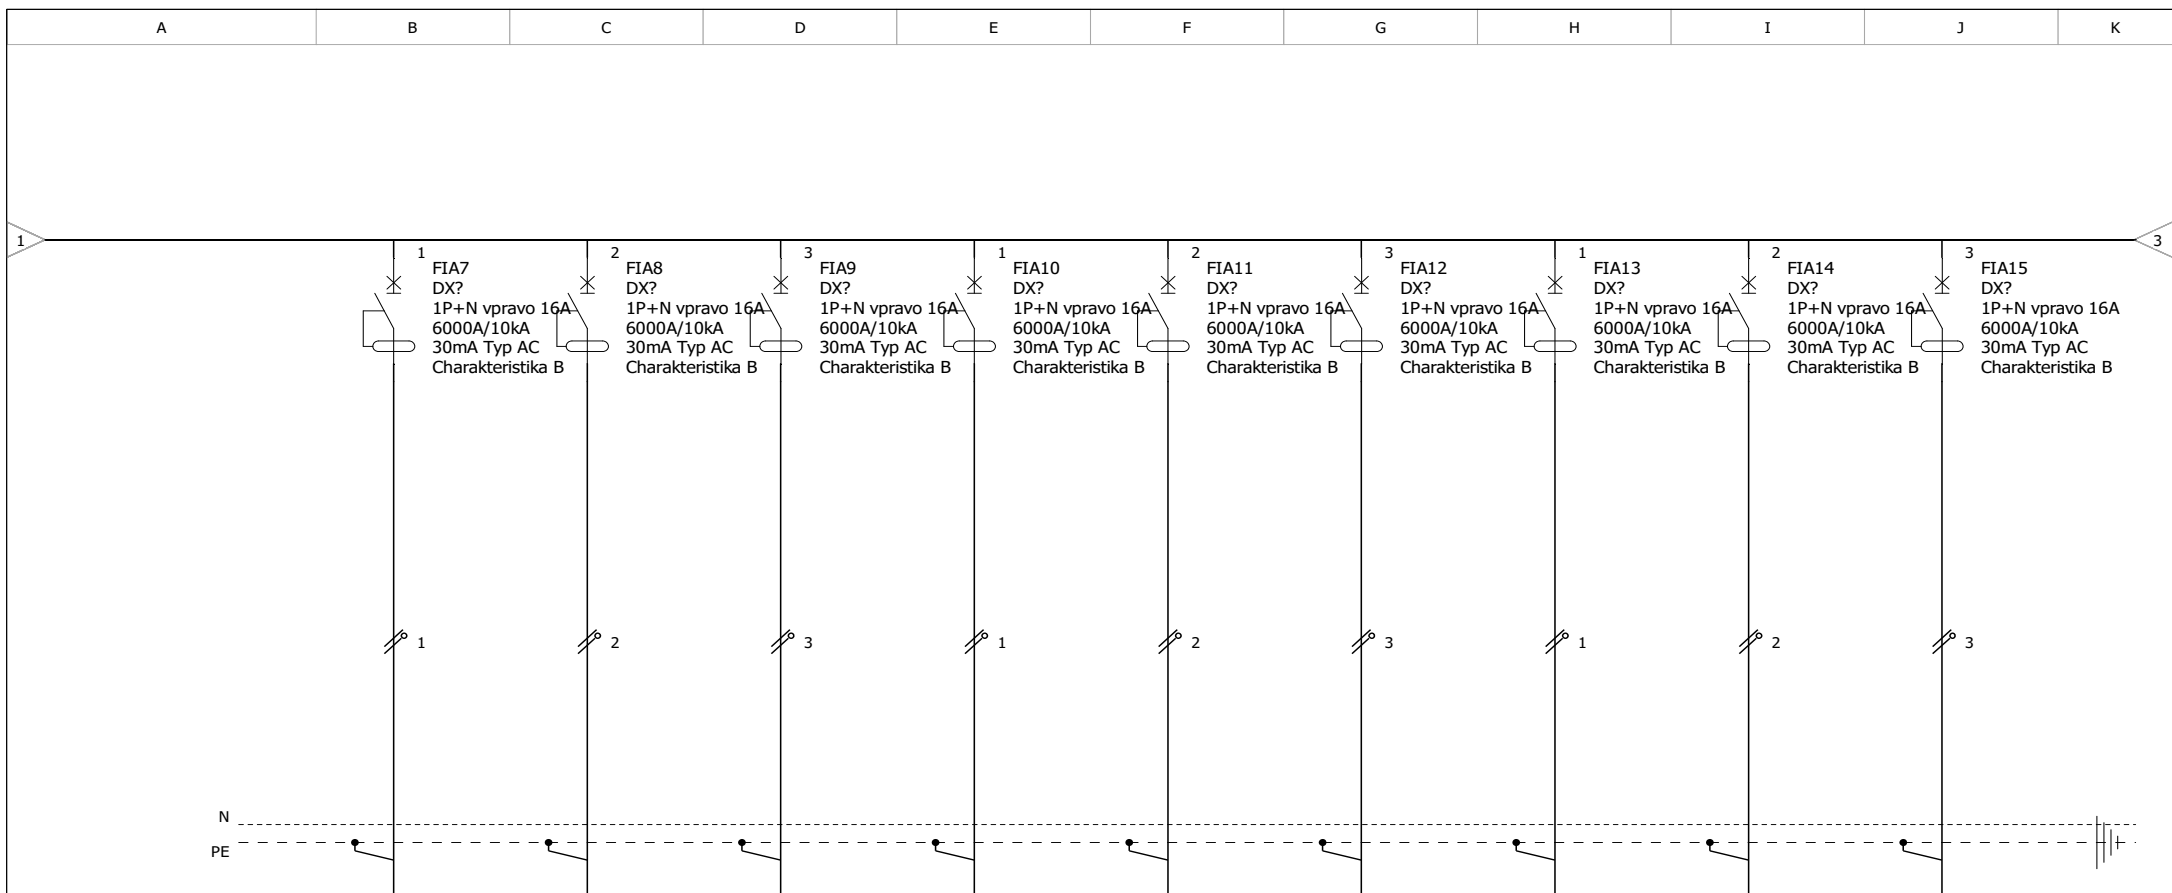 A B C D E F G H I J K
1 3
1 2 3 1 2 3 1 2 3
FIA7
DX?
1P+N vpravo 16A
6000A/10kA
30mA Typ AC
Charakteristika B
FIA8
DX?
1P+N vpravo 16A
6000A/10kA
30mA Typ AC
Charakteristika B
FIA9
DX?
1P+N vpravo 16A
6000A/10kA
30mA Typ AC
Charakteristika B
FIA10
DX?
1P+N vpravo 16A
6000A/10kA
30mA Typ AC
Charakteristika B
FIA11
DX?
1P+N vpravo 16A
6000A/10kA
30mA Typ AC
Charakteristika B
FIA12
DX?
1P+N vpravo 16A
6000A/10kA
30mA Typ AC
Charakteristika B
FIA13
DX?
1P+N vpravo 16A
6000A/10kA
30mA Typ AC
Charakteristika B
FIA14
DX?
1P+N vpravo 16A
6000A/10kA
30mA Typ AC
Charakteristika B
FIA15
DX?
1P+N vpravo 16A
6000A/10kA
30mA Typ AC
Charakteristika B
1 2 3 1 2 3 1 2 3
N
PE